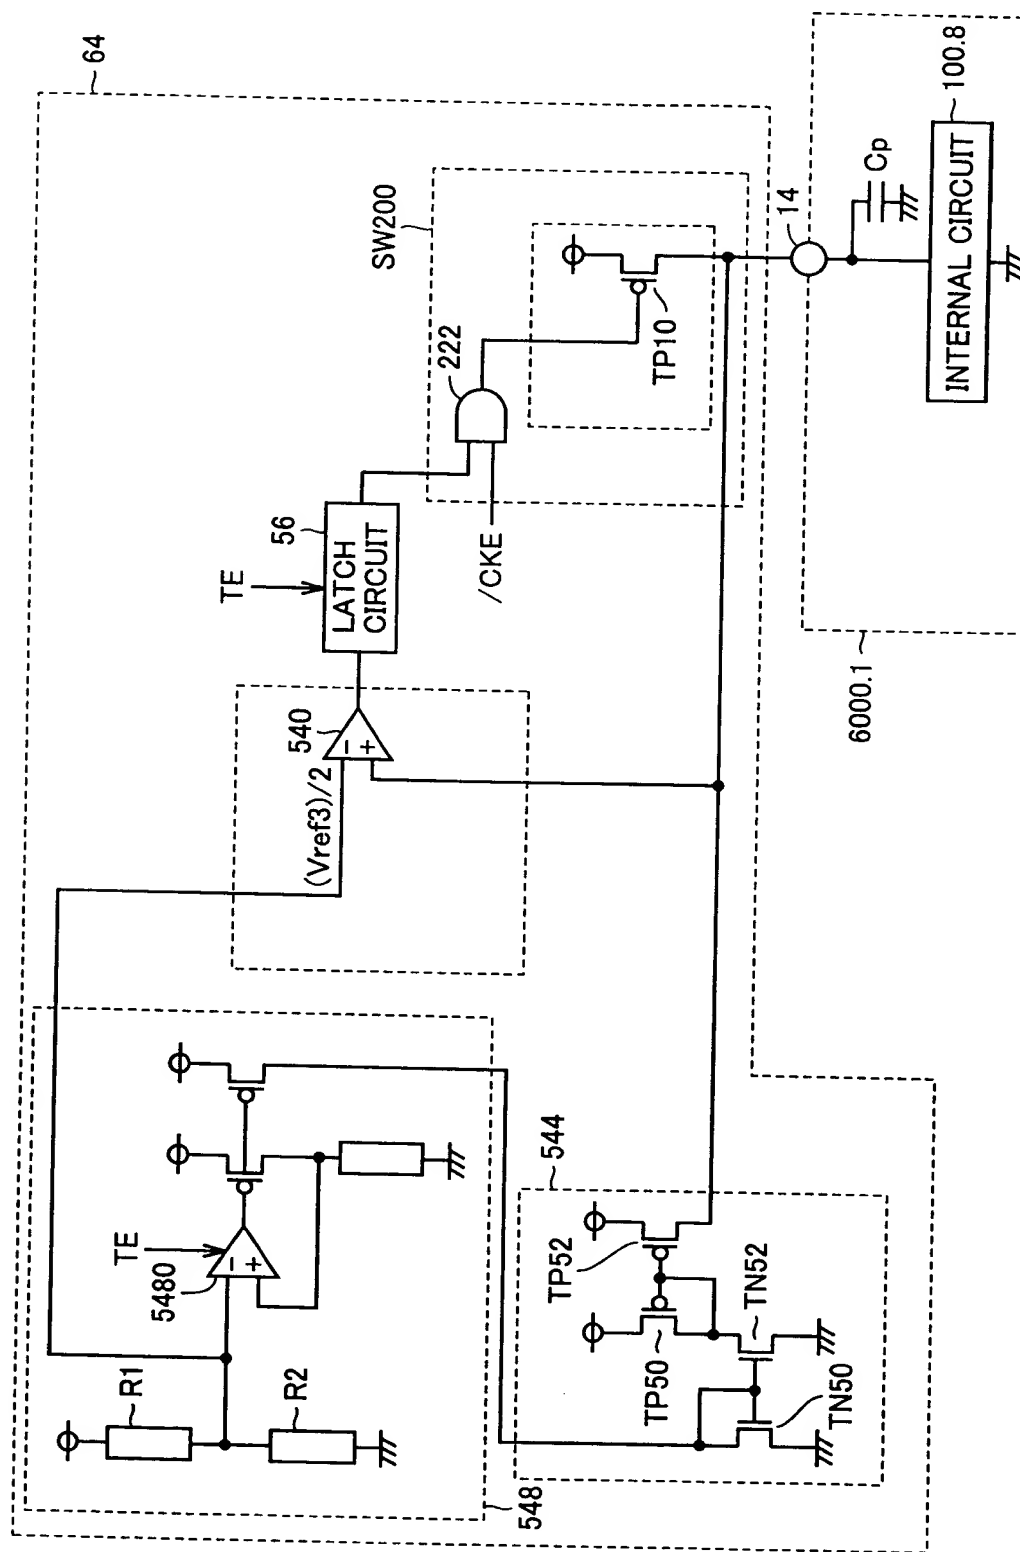 64
SW200
222
TP10
14
100.8
Cp
INTERNAL CIRCUIT
6000.1
TE
56
LATCH
CIRCUIT
/CKE
540
−
+
(Vref3)/2
TE
5480
−
+
R1
R2
548
544
TP52
TP50
TN52
TN50